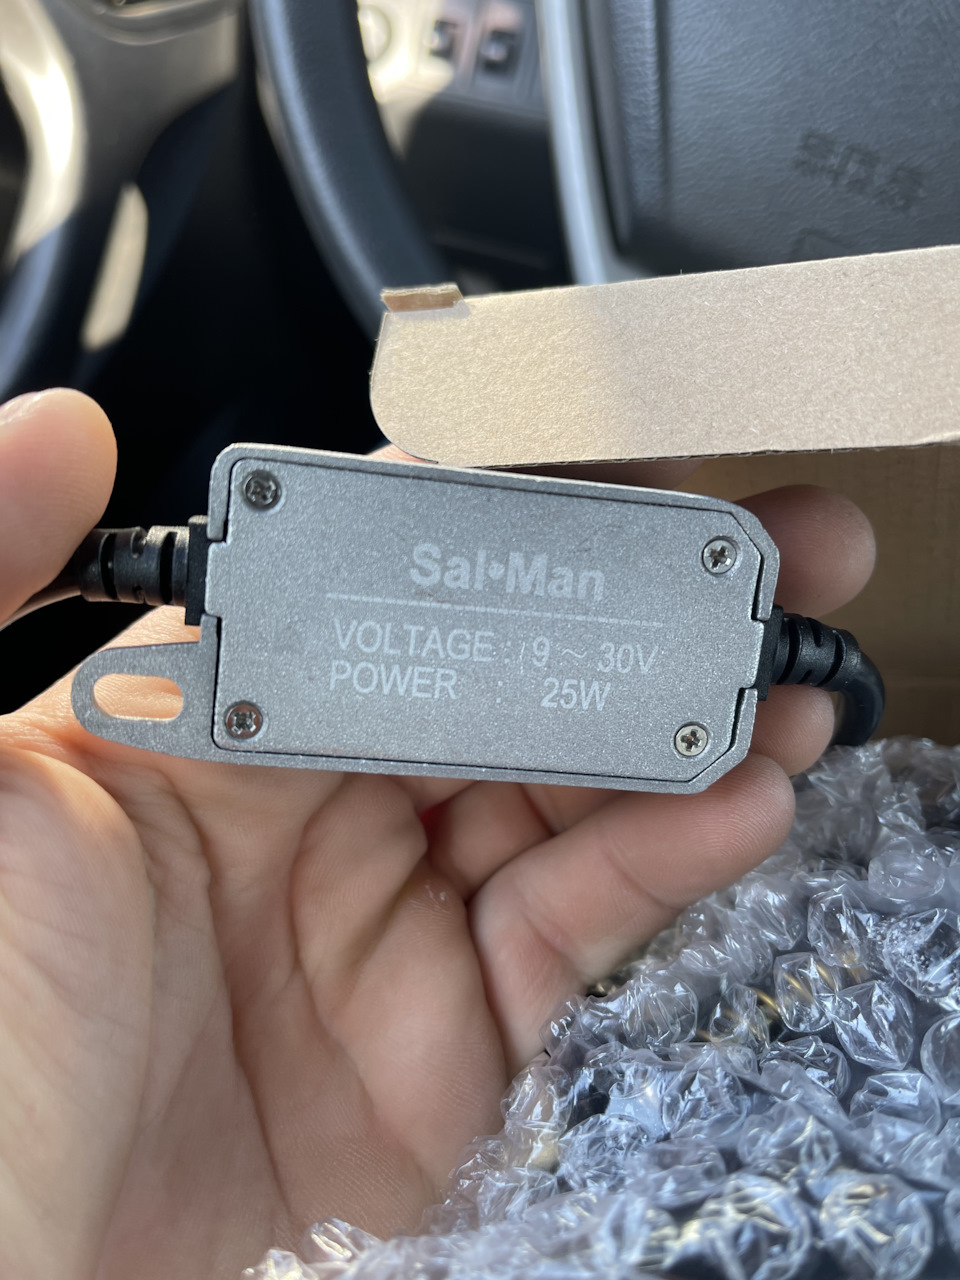 Sal•Man
VOLTAGE : 9 ~ 30V
POWER : 25W